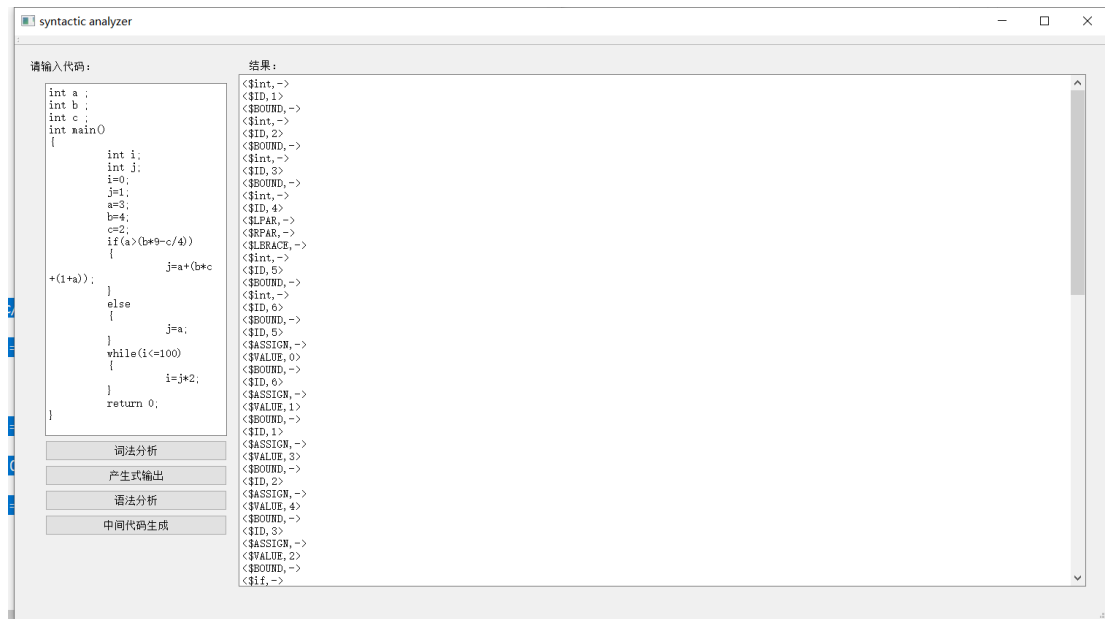 syntactic analyzer
请输入代码：
int a ;
int b ;
int c ;
int main()
{
int i;
int j;
i=0;
j=1;
a=3;
b=4;
c=2;
if(a>(b*9-c/4))
{
j=a+(b*c
+(1+a));
}
else
{
j=a;
}
while(i<=100)
{
i=j*2;
}
return 0;
}
词法分析
产生式输出
语法分析
中间代码生成
结果：
<$int,->
<$ID,1>
<$BOUND,->
<$int,->
<$ID,2>
<$BOUND,->
<$int,->
<$ID,3>
<$BOUND,->
<$int,->
<$ID,4>
<$LPAR,->
<$RPAR,->
<$LBRACE,->
<$int,->
<$ID,5>
<$BOUND,->
<$int,->
<$ID,6>
<$BOUND,->
<$ID,5>
<$ASSIGN,->
<$VALUE,0>
<$BOUND,->
<$ID,6>
<$ASSIGN,->
<$VALUE,1>
<$BOUND,->
<$ID,1>
<$ASSIGN,->
<$VALUE,3>
<$BOUND,->
<$ID,2>
<$ASSIGN,->
<$VALUE,4>
<$BOUND,->
<$ID,3>
<$ASSIGN,->
<$VALUE,2>
<$BOUND,->
<$if,->